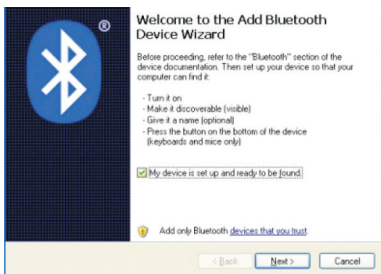 ®
Welcome to the Add Bluetooth
Device Wizard
Before proceeding, refer to the "Bluetooth" section of the
device documentation. Then set up your device so that your
computer can find it:
- Turn it on
- Make it discoverable (visible)
- Give it a name (optional)
- Press the button on the bottom of the device
(keyboards and mice only)
My device is set up and ready to be found.
Add only Bluetooth devices that you trust.
< Back Next > Cancel